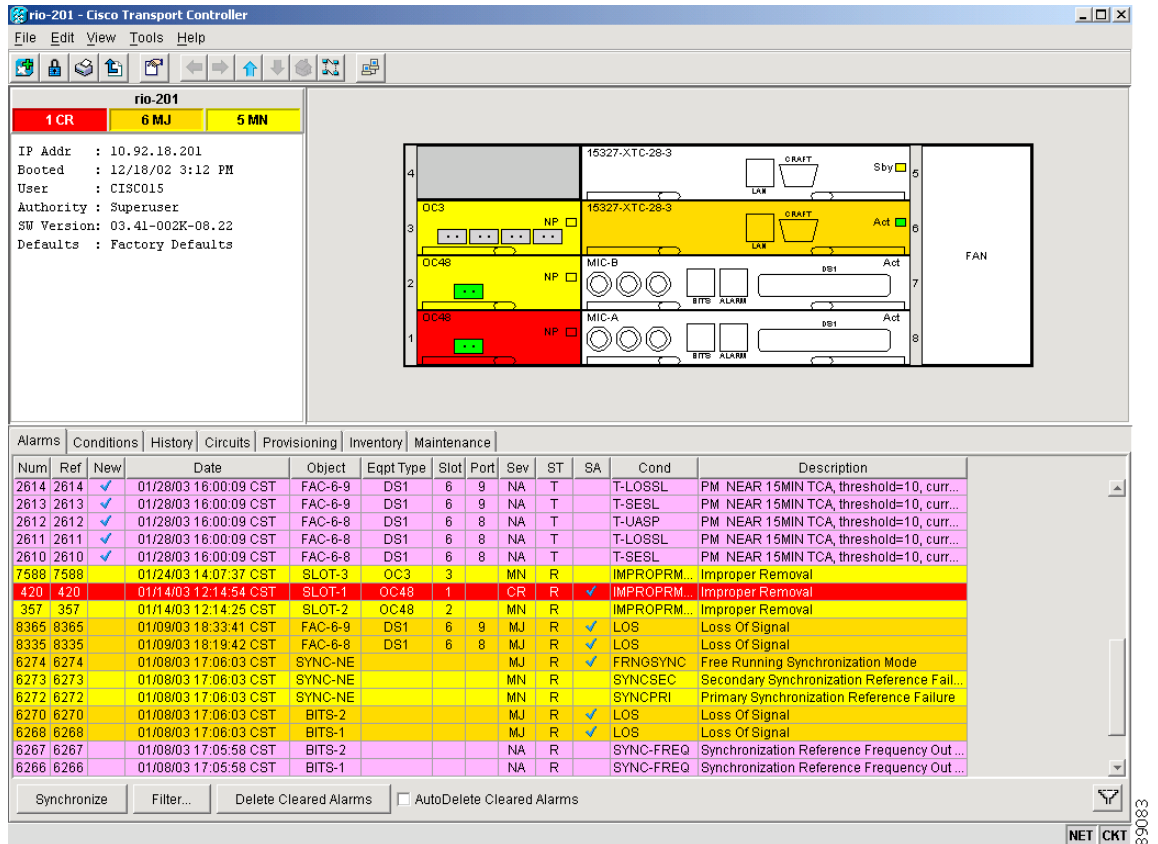 rio-201 - Cisco Transport Controller
File Edit View Tools Help
rio-201
1 CR 6 MJ 5 MN
IP Addr : 10.92.18.201
Booted : 12/18/02 3:12 PM
User : CISCO15
Authority : Superuser
SW Version: 03.41-002K-08.22
Defaults : Factory Defaults
4 15327-XTC-28-3 LAN CRAFT Sby 5
3 OC3 NP 15327-XTC-28-3 LAN CRAFT Act 6
FAN
2 OC48 NP MIC-B BITS ALARM DS1 Act 7
1 OC48 NP MIC-A BITS ALARM DS1 Act 8
Alarms Conditions History Circuits Provisioning Inventory Maintenance
Num Ref New Date Object Eqpt Type Slot Port Sev ST SA Cond Description
2614 2614 ✓ 01/28/03 16:00:09 CST FAC-6-9 DS1 6 9 NA T T-LOSSL PM NEAR 15MIN TCA, threshold=10, curr...
2613 2613 ✓ 01/28/03 16:00:09 CST FAC-6-9 DS1 6 9 NA T T-SESL PM NEAR 15MIN TCA, threshold=10, curr...
2612 2612 ✓ 01/28/03 16:00:09 CST FAC-6-8 DS1 6 8 NA T T-UASP PM NEAR 15MIN TCA, threshold=10, curr...
2611 2611 ✓ 01/28/03 16:00:09 CST FAC-6-8 DS1 6 8 NA T T-LOSSL PM NEAR 15MIN TCA, threshold=10, curr...
2610 2610 ✓ 01/28/03 16:00:09 CST FAC-6-8 DS1 6 8 NA T T-SESL PM NEAR 15MIN TCA, threshold=10, curr...
7588 7588 01/24/03 14:07:37 CST SLOT-3 OC3 3 MN R IMPROPRM... Improper Removal
420 420 01/14/03 12:14:54 CST SLOT-1 OC48 1 CR R ✓ IMPROPRM... Improper Removal
357 357 01/14/03 12:14:25 CST SLOT-2 OC48 2 MN R IMPROPRM... Improper Removal
8365 8365 01/09/03 18:33:41 CST FAC-6-9 DS1 6 9 MJ R ✓ LOS Loss Of Signal
8335 8335 01/09/03 18:19:42 CST FAC-6-8 DS1 6 8 MJ R ✓ LOS Loss Of Signal
6274 6274 01/08/03 17:06:03 CST SYNC-NE MJ R ✓ FRNGSYNC Free Running Synchronization Mode
6273 6273 01/08/03 17:06:03 CST SYNC-NE MN R SYNCSEC Secondary Synchronization Reference Fail...
6272 6272 01/08/03 17:06:03 CST SYNC-NE MN R SYNCPRI Primary Synchronization Reference Failure
6270 6270 01/08/03 17:06:03 CST BITS-2 MJ R ✓ LOS Loss Of Signal
6268 6268 01/08/03 17:06:03 CST BITS-1 MJ R ✓ LOS Loss Of Signal
6267 6267 01/08/03 17:05:58 CST BITS-2 NA R SYNC-FREQ Synchronization Reference Frequency Out ...
6266 6266 01/08/03 17:05:58 CST BITS-1 NA R SYNC-FREQ Synchronization Reference Frequency Out ...
Synchronize Filter... Delete Cleared Alarms AutoDelete Cleared Alarms
NET CKT
89083